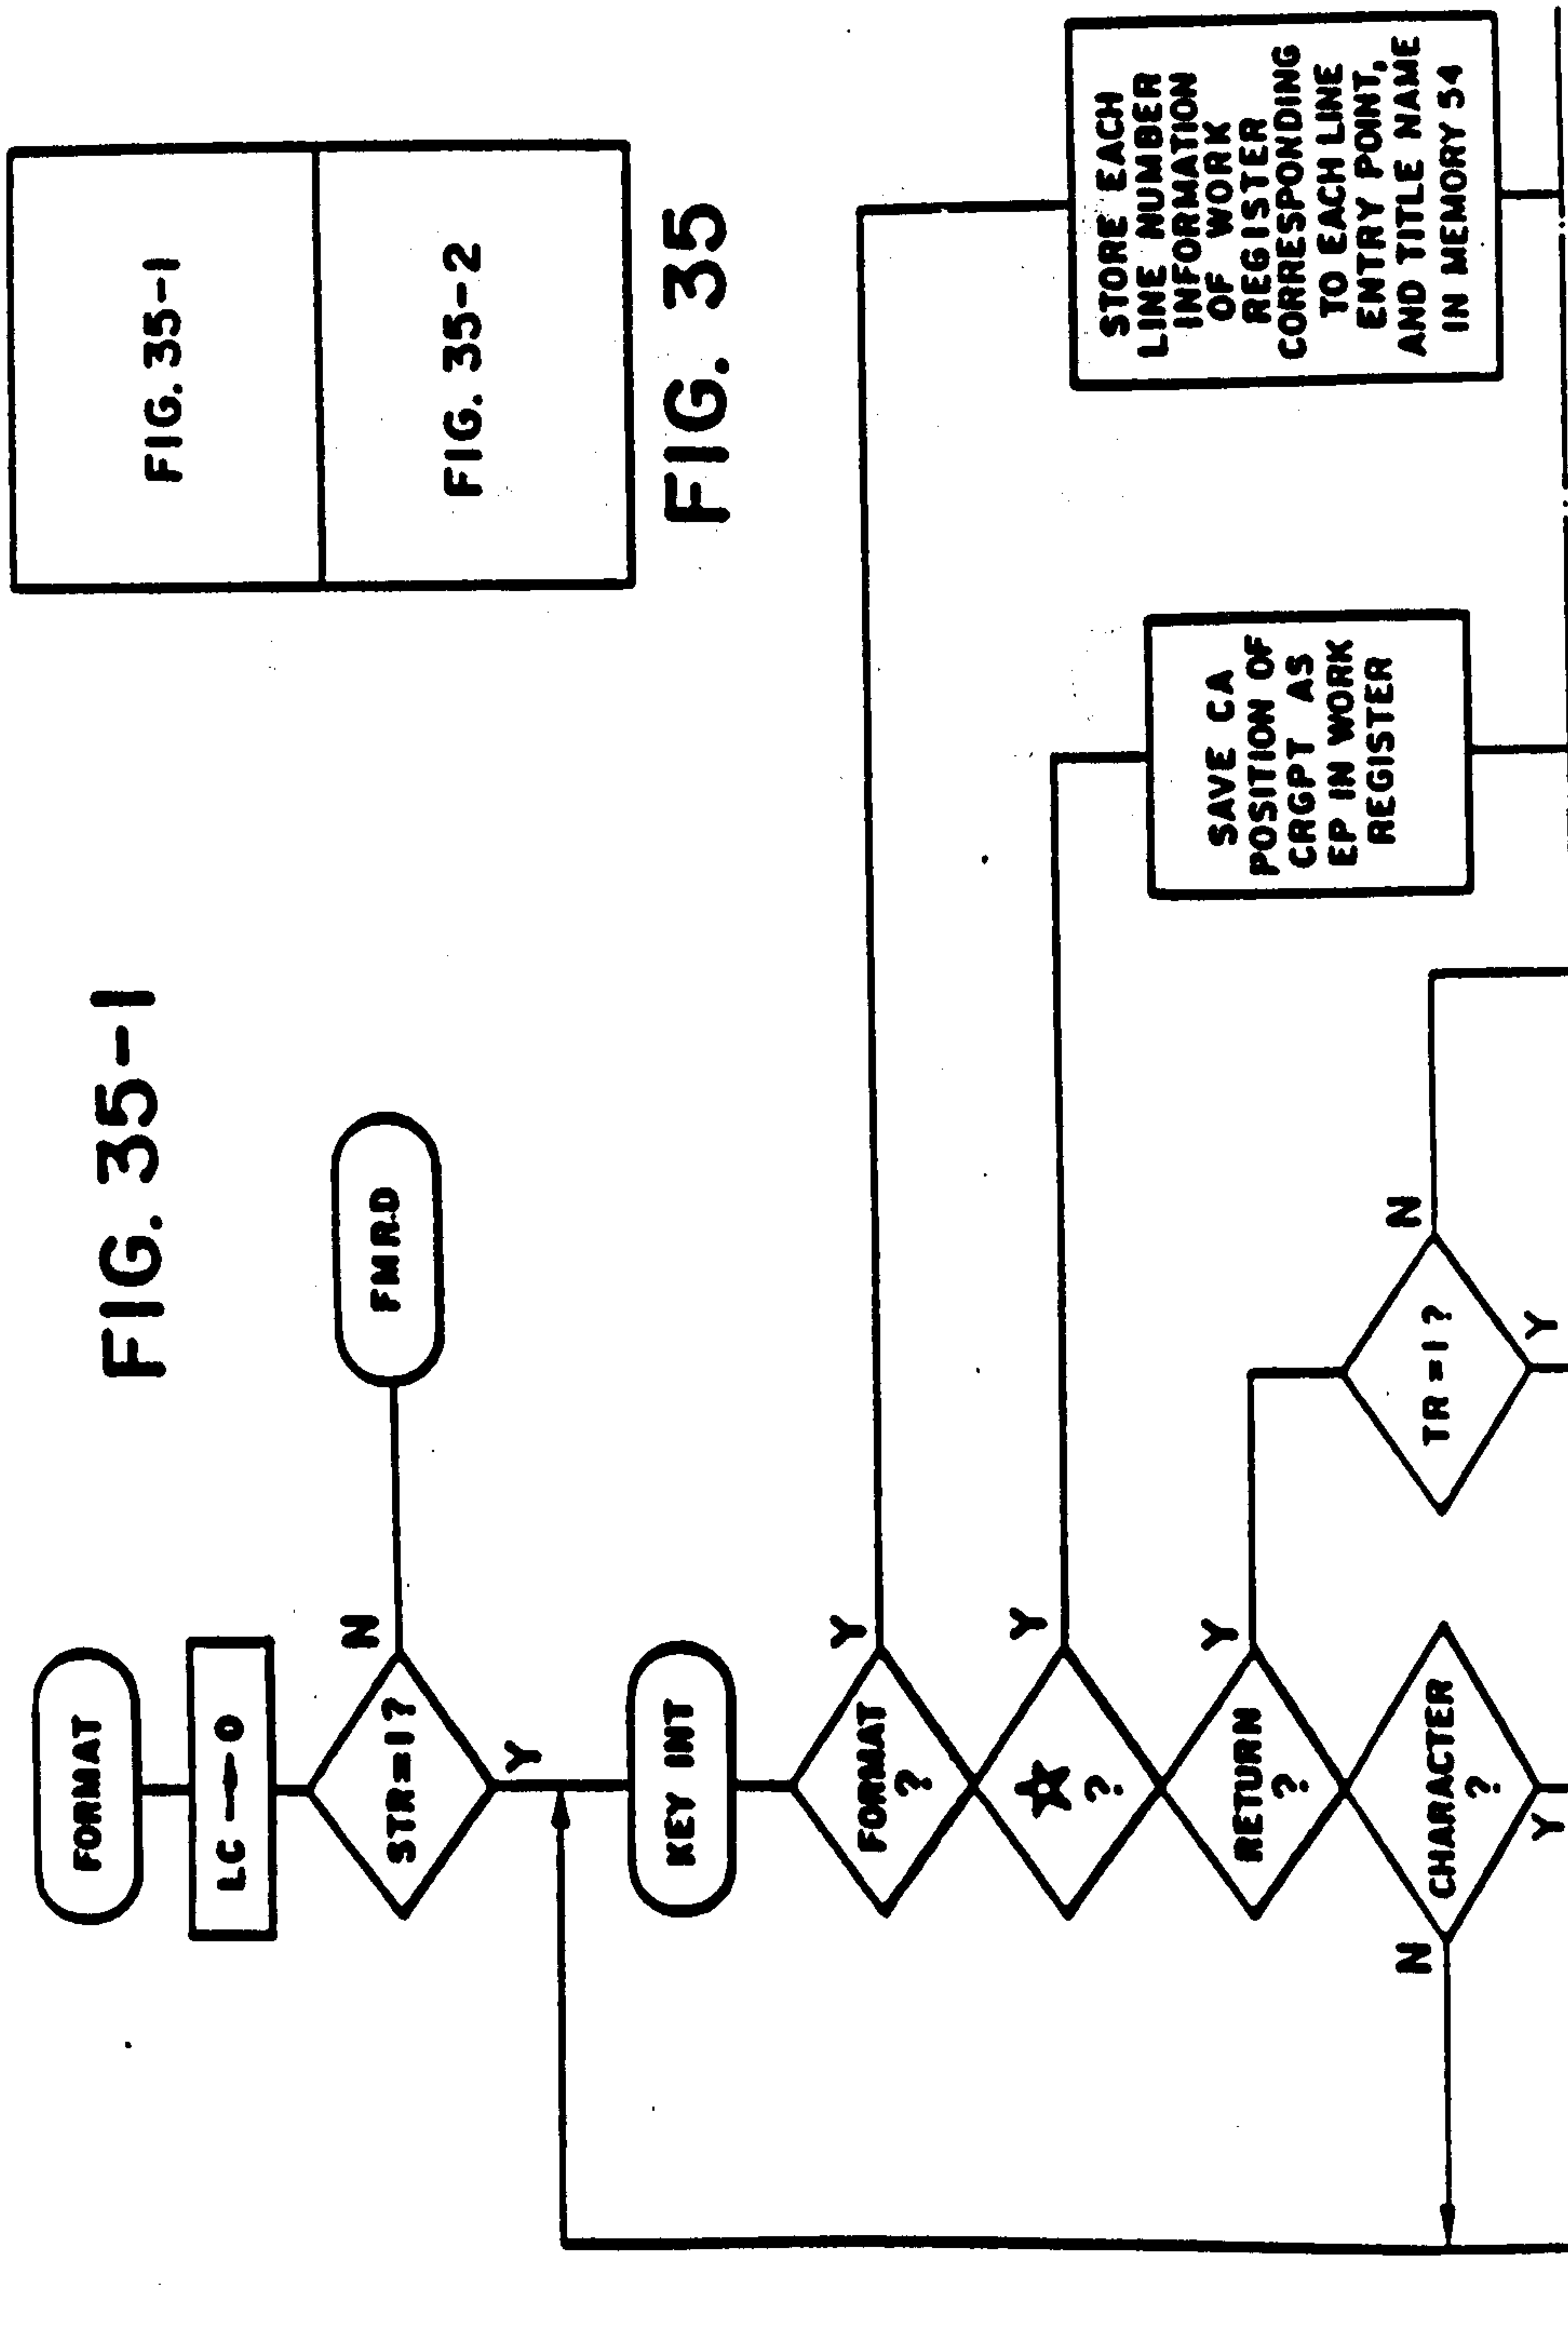 FIG. 35-1
FORMAT
LC → 0
STR=1?
N
FMRD
Y
KEY INT
FORMAT
?
Y
☆
?
Y
RETURN
?
Y
CHARACTER
?
N
Y
TR=1?
N
Y
SAVE CA
POSITION OF
CRGPT AS
EP IN WORK
REGISTER
STORE EACH
LINE NUMBER
INFORMATION
OF WORK
REGISTER
CORRESPONDING
TO EACH LINE
ENTRY POINT,
AND TITLE NAME
IN MEMORY 54
FIG. 35-1
FIG. 35-2
FIG. 35